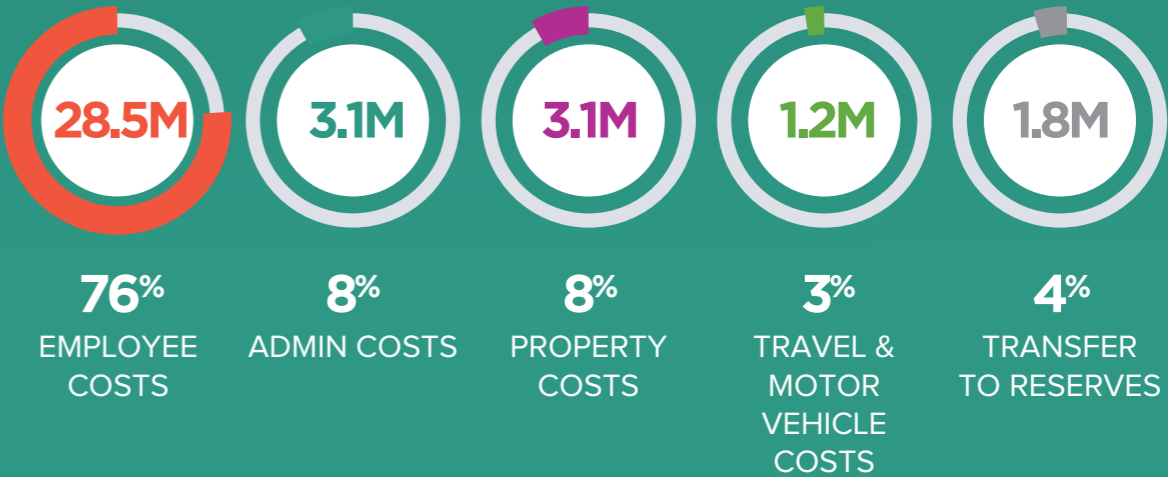 28.5M
3.1M
3.1M
1.2M
1.8M
76%
EMPLOYEE
COSTS
8%
ADMIN COSTS
8%
PROPERTY
COSTS
3%
TRAVEL &
MOTOR
VEHICLE
COSTS
4%
TRANSFER
TO RESERVES